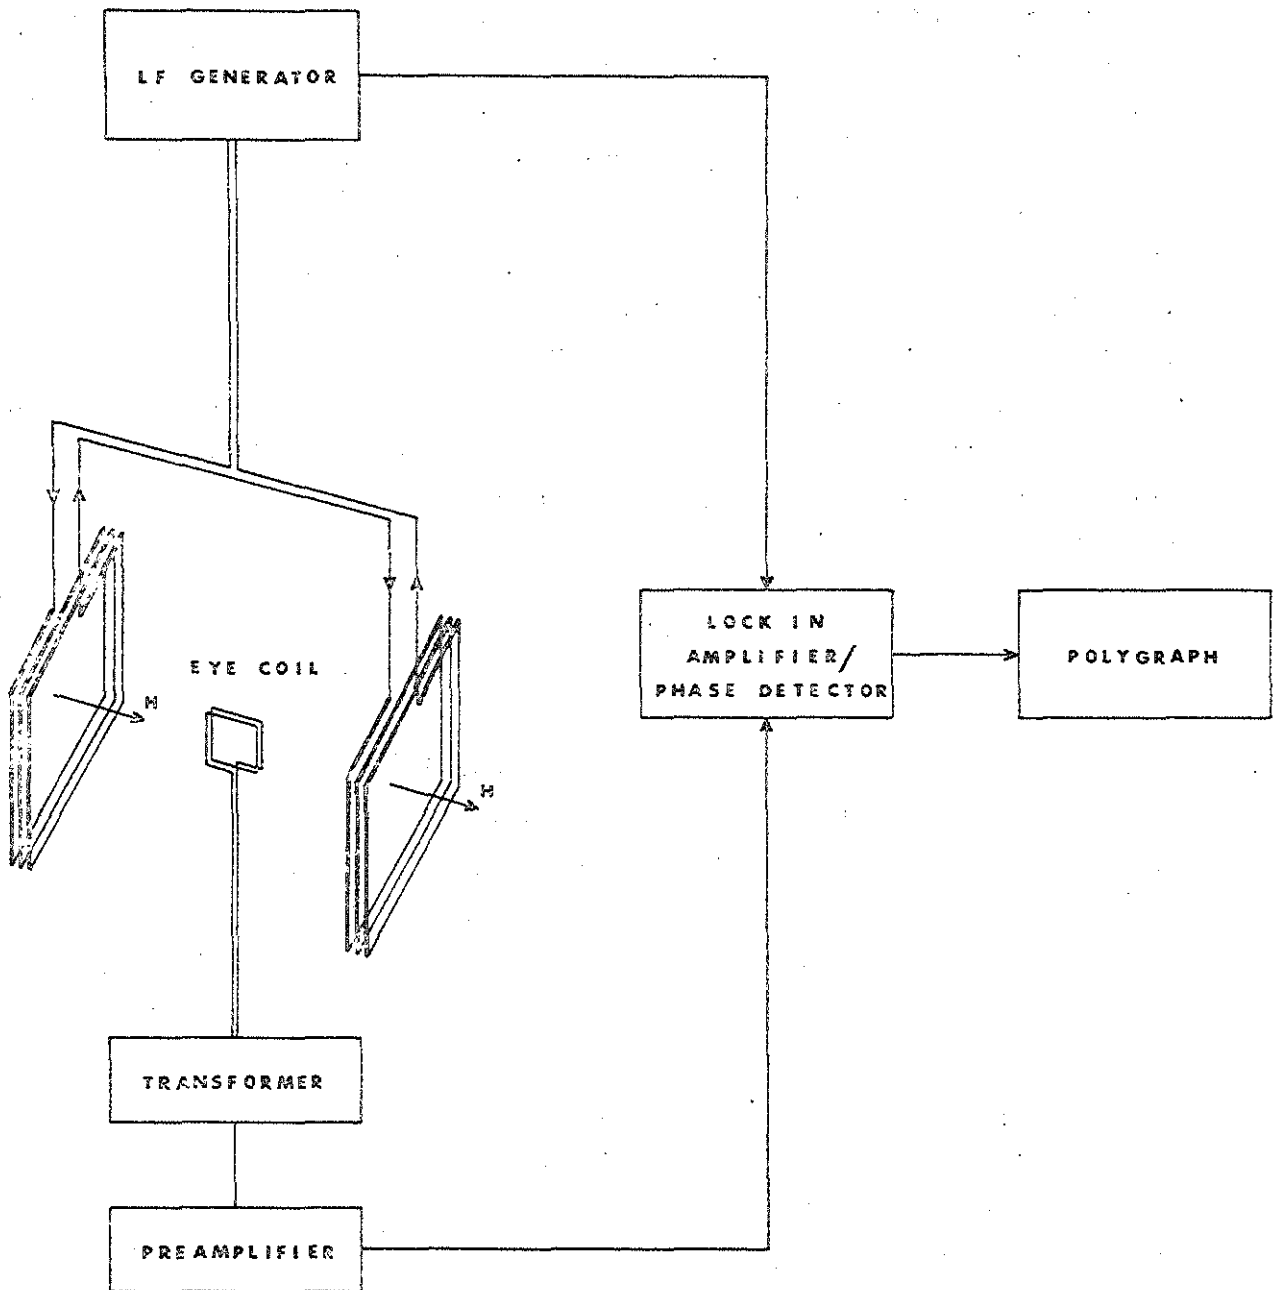 LF GENERATOR
EYE COIL
H
H
LOCK IN
AMPLIFIER/
PHASE DETECTOR
POLYGRAPH
TRANSFORMER
PREAMPLIFIER